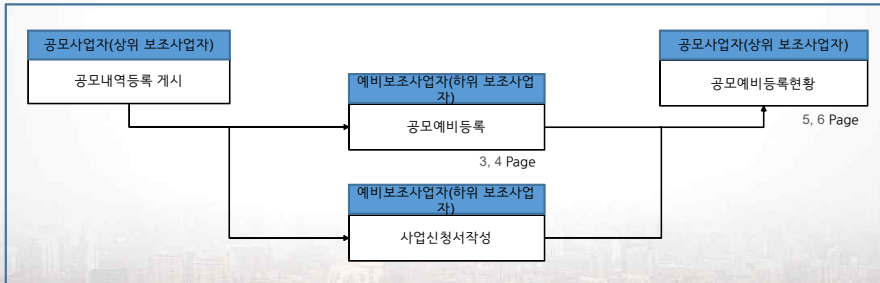 공모사업자(상위 보조사업자)
공모내역등록 게시
예비보조사업자(하위 보조사업
자)
공모예비등록
3, 4 Page
예비보조사업자(하위 보조사업
자)
사업신청서작성
공모사업자(상위 보조사업자)
공모예비등록현황
5, 6 Page